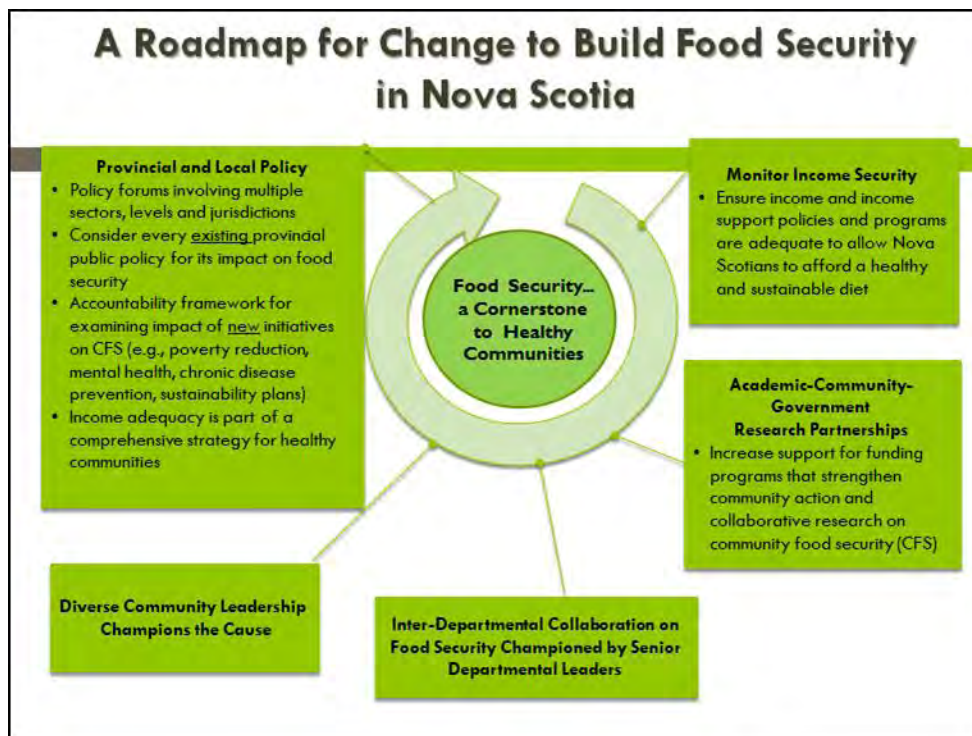 A Roadmap for Change to Build Food Security
in Nova Scotia
Provincial and Local Policy
• Policy forums involving multiple
sectors, levels and jurisdictions
• Consider every existing provincial
public policy for its impact on food
security
• Accountability framework for
examining impact of new initiatives
on CFS (e.g., poverty reduction,
mental health, chronic disease
prevention, sustainability plans)
• Income adequacy is part of a
comprehensive strategy for healthy
communities
Food Security...
a Cornerstone
to Healthy
Communities
Monitor Income Security
• Ensure income and income
support policies and programs
are adequate to allow Nova
Scotians to afford a healthy
and sustainable diet
Academic-Community-
Government
Research Partnerships
• Increase support for funding
programs that strengthen
community action and
collaborative research on
community food security (CFS)
Diverse Community Leadership
Champions the Cause
Inter-Departmental Collaboration on
Food Security Championed by Senior
Departmental Leaders